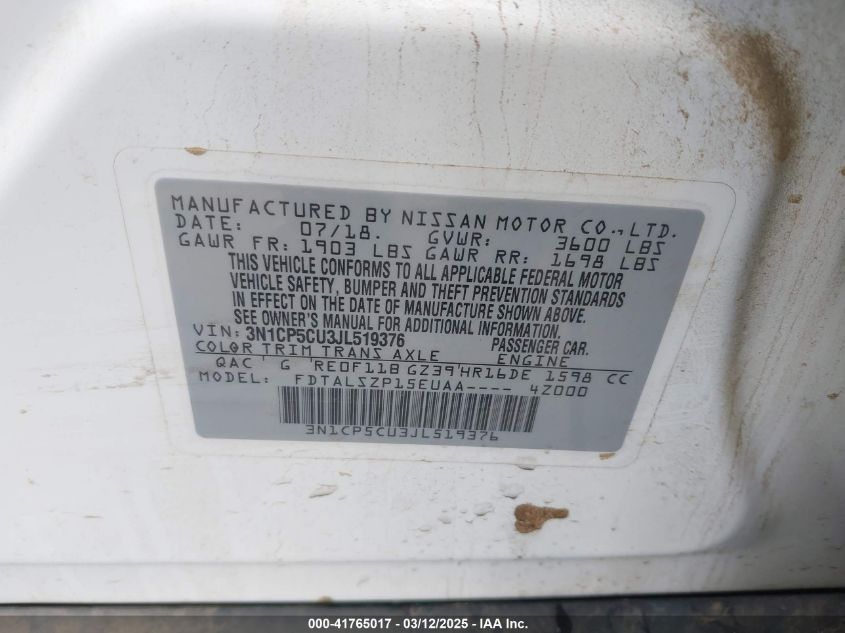 MANUFACTURED BY NISSAN MOTOR CO., LTD.
DATE: 07/18. GVWR: 3600 LBS
GAWR FR: 1903 LBS GAWR RR: 1698 LBS
THIS VEHICLE CONFORMS TO ALL APPLICABLE FEDERAL MOTOR
VEHICLE SAFETY, BUMPER AND THEFT PREVENTION STANDARDS
IN EFFECT ON THE DATE OF MANUFACTURE SHOWN ABOVE.
SEE OWNER'S MANUAL FOR ADDITIONAL INFORMATION.
VIN: 3N1CP5CU3JL519376 PASSENGER CAR.
COLOR TRIM TRANS AXLE ENGINE
QAC ' G ' RE0F11B GZ39'HR16DE 1598 CC
MODEL: FDTALSZP15EUAA---- 4Z000
3N1CP5CU3JL519376
000-41765017 - 03/12/2025 - IAA Inc.